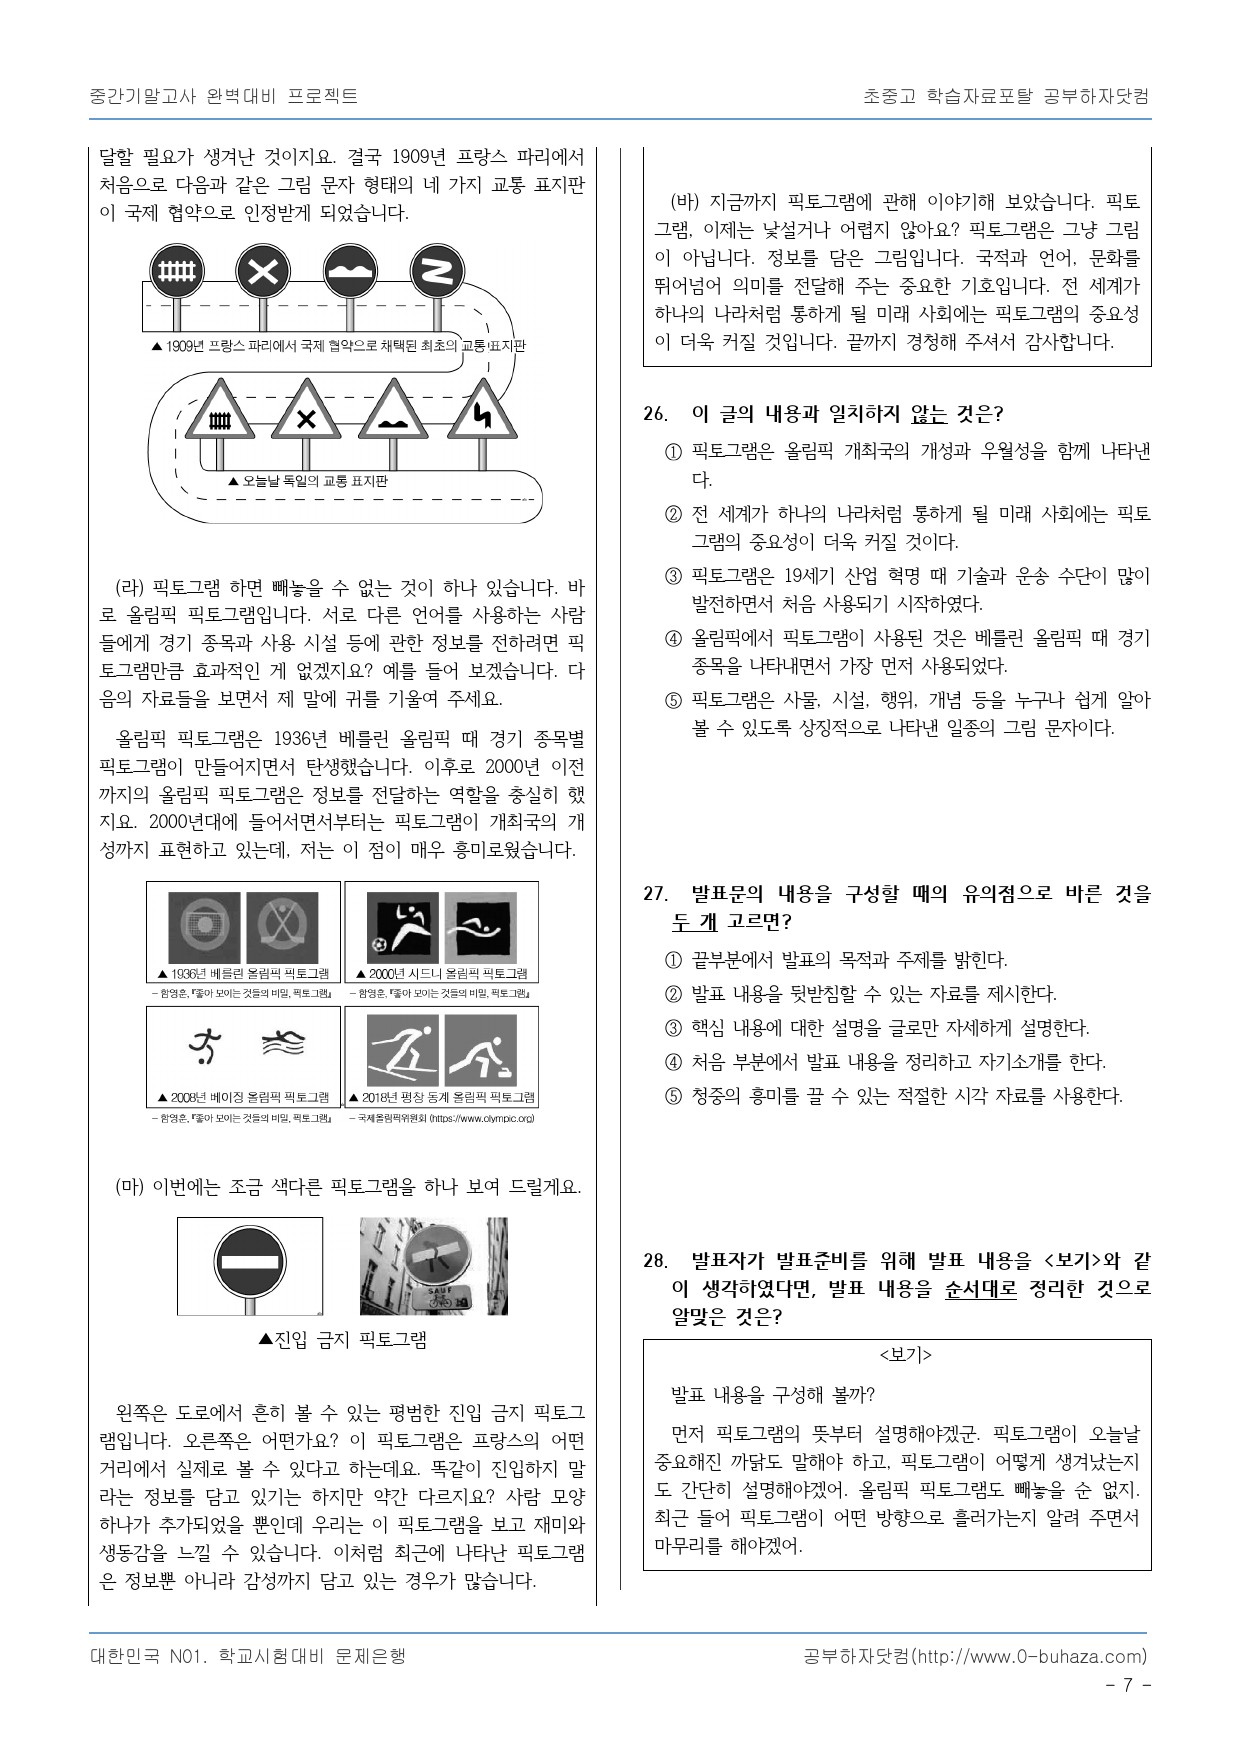 중간기말고사 완벽대비 프로젝트
초중고 학습자료포탈 공부하자닷컴
달할 필요가 생겨난 것이지요. 결국 1909년 프랑스 파리에서
처음으로 다음과 같은 그림 문자 형태의 네 가지 교통 표지판
이 국제 협약으로 인정받게 되었습니다.
▲ 1909년 프랑스 파리에서 국제 협약으로 채택된 최초의 교통 표지판
▲ 오늘날 독일의 교통 표지판
(라) 픽토그램 하면 빼놓을 수 없는 것이 하나 있습니다. 바
로 올림픽 픽토그램입니다. 서로 다른 언어를 사용하는 사람
들에게 경기 종목과 사용 시설 등에 관한 정보를 전하려면 픽
토그램만큼 효과적인 게 없겠지요? 예를 들어 보겠습니다. 다
음의 자료들을 보면서 제 말에 귀를 기울여 주세요.
올림픽 픽토그램은 1936년 베를린 올림픽 때 경기 종목별
픽토그램이 만들어지면서 탄생했습니다. 이후로 2000년 이전
까지의 올림픽 픽토그램은 정보를 전달하는 역할을 충실히 했
지요. 2000년대에 들어서면서부터는 픽토그램이 개최국의 개
성까지 표현하고 있는데, 저는 이 점이 매우 흥미로웠습니다.
▲ 1936년 베를린 올림픽 픽토그램
▲ 2000년 시드니 올림픽 픽토그램
– 함영훈, 『좋아 보이는 것들의 비밀, 픽토그램』
– 함영훈, 『좋아 보이는 것들의 비밀, 픽토그램』
▲ 2008년 베이징 올림픽 픽토그램
▲ 2018년 평창 동계 올림픽 픽토그램
– 함영훈, 『좋아 보이는 것들의 비밀, 픽토그램』
– 국제올림픽위원회 (https://www.olympic.org)
(마) 이번에는 조금 색다른 픽토그램을 하나 보여 드릴게요.
SAUF
▲진입 금지 픽토그램
왼쪽은 도로에서 흔히 볼 수 있는 평범한 진입 금지 픽토그
램입니다. 오른쪽은 어떤가요? 이 픽토그램은 프랑스의 어떤
거리에서 실제로 볼 수 있다고 하는데요. 똑같이 진입하지 말
라는 정보를 담고 있기는 하지만 약간 다르지요? 사람 모양
하나가 추가되었을 뿐인데 우리는 이 픽토그램을 보고 재미와
생동감을 느낄 수 있습니다. 이처럼 최근에 나타난 픽토그램
은 정보뿐 아니라 감성까지 담고 있는 경우가 많습니다.
(바) 지금까지 픽토그램에 관해 이야기해 보았습니다. 픽토
그램, 이제는 낯설거나 어렵지 않아요? 픽토그램은 그냥 그림
이 아닙니다. 정보를 담은 그림입니다. 국적과 언어, 문화를
뛰어넘어 의미를 전달해 주는 중요한 기호입니다. 전 세계가
하나의 나라처럼 통하게 될 미래 사회에는 픽토그램의 중요성
이 더욱 커질 것입니다. 끝까지 경청해 주셔서 감사합니다.
26. 이 글의 내용과 일치하지 않는 것은?
① 픽토그램은 올림픽 개최국의 개성과 우월성을 함께 나타낸
다.
② 전 세계가 하나의 나라처럼 통하게 될 미래 사회에는 픽토
그램의 중요성이 더욱 커질 것이다.
③ 픽토그램은 19세기 산업 혁명 때 기술과 운송 수단이 많이
발전하면서 처음 사용되기 시작하였다.
④ 올림픽에서 픽토그램이 사용된 것은 베를린 올림픽 때 경기
종목을 나타내면서 가장 먼저 사용되었다.
⑤ 픽토그램은 사물, 시설, 행위, 개념 등을 누구나 쉽게 알아
볼 수 있도록 상징적으로 나타낸 일종의 그림 문자이다.
27. 발표문의 내용을 구성할 때의 유의점으로 바른 것을
두 개 고르면?
① 끝부분에서 발표의 목적과 주제를 밝힌다.
② 발표 내용을 뒷받침할 수 있는 자료를 제시한다.
③ 핵심 내용에 대한 설명을 글로만 자세하게 설명한다.
④ 처음 부분에서 발표 내용을 정리하고 자기소개를 한다.
⑤ 청중의 흥미를 끌 수 있는 적절한 시각 자료를 사용한다.
28. 발표자가 발표준비를 위해 발표 내용을 <보기>와 같
이 생각하였다면, 발표 내용을 순서대로 정리한 것으로
알맞은 것은?
<보기>
발표 내용을 구성해 볼까?
먼저 픽토그램의 뜻부터 설명해야겠군. 픽토그램이 오늘날
중요해진 까닭도 말해야 하고, 픽토그램이 어떻게 생겨났는지
도 간단히 설명해야겠어. 올림픽 픽토그램도 빼놓을 순 없지.
최근 들어 픽토그램이 어떤 방향으로 흘러가는지 알려 주면서
마무리를 해야겠어.
대한민국 N01. 학교시험대비 문제은행
공부하자닷컴(http://www.0-buhaza.com)
- 7 -